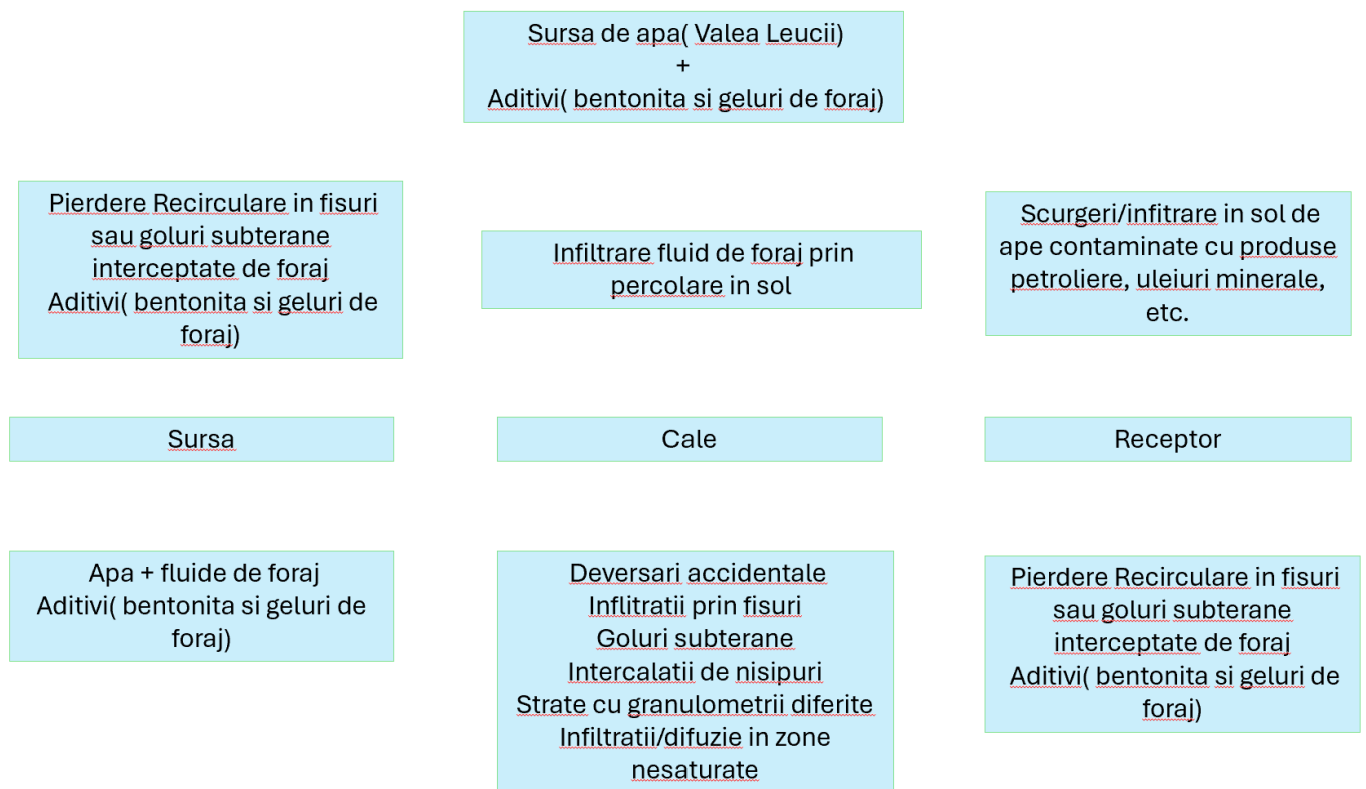 Sursa de apa( Valea Leucii)
+
Aditivi( bentonita si geluri de foraj)
Pierdere Recirculare in fisuri
sau goluri subterane
interceptate de foraj
Aditivi( bentonita si geluri de
foraj)
Infiltrare fluid de foraj prin
percolare in sol
Scurgeri/infitrare in sol de
ape contaminate cu produse
petroliere, uleiuri minerale,
etc.
Sursa
Cale
Receptor
Apa + fluide de foraj
Aditivi( bentonita si geluri de
foraj)
Deversari accidentale
Inflitratii prin fisuri
Goluri subterane
Intercalatii de nisipuri
Strate cu granulometrii diferite
Infiltratii/difuzie in zone
nesaturate
Pierdere Recirculare in fisuri
sau goluri subterane
interceptate de foraj
Aditivi( bentonita si geluri de
foraj)